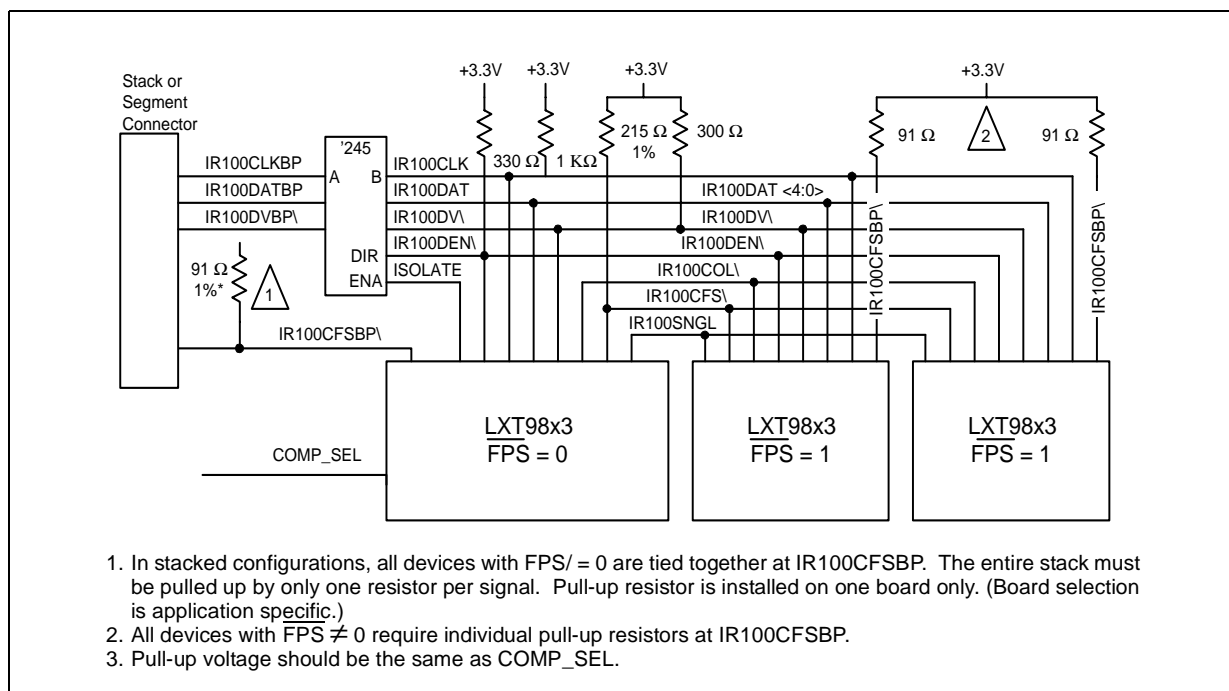 +3.3V +3.3V +3.3V +3.3V
Stack or
Segment
Connector
'245
215 Ω
1%
300 Ω
91 Ω
2
91 Ω
330 Ω
1 KΩ
IR100CLKBP
A
B
IR100CLK
IR100DATBP
IR100DAT
IR100DAT <4:0>
IR100DVBP\
IR100DV\
IR100DV\
DIR
IR100DEN\
IR100DEN\
ENA
ISOLATE
91 Ω
1%*
1
IR100COL\
IR100CFS\
IR100SNGL
IR100CFSBP\
IR100CFSBP\
IR100CFSBP\
LXT98x3
FPS = 0
LXT98x3
FPS = 1
LXT98x3
FPS = 1
COMP_SEL
1. In stacked configurations, all devices with FPS/ = 0 are tied together at IR100CFSBP. The entire stack must
be pulled up by only one resistor per signal. Pull-up resistor is installed on one board only. (Board selection
is application specific.)
2. All devices with FPS ≠ 0 require individual pull-up resistors at IR100CFSBP.
3. Pull-up voltage should be the same as COMP_SEL.